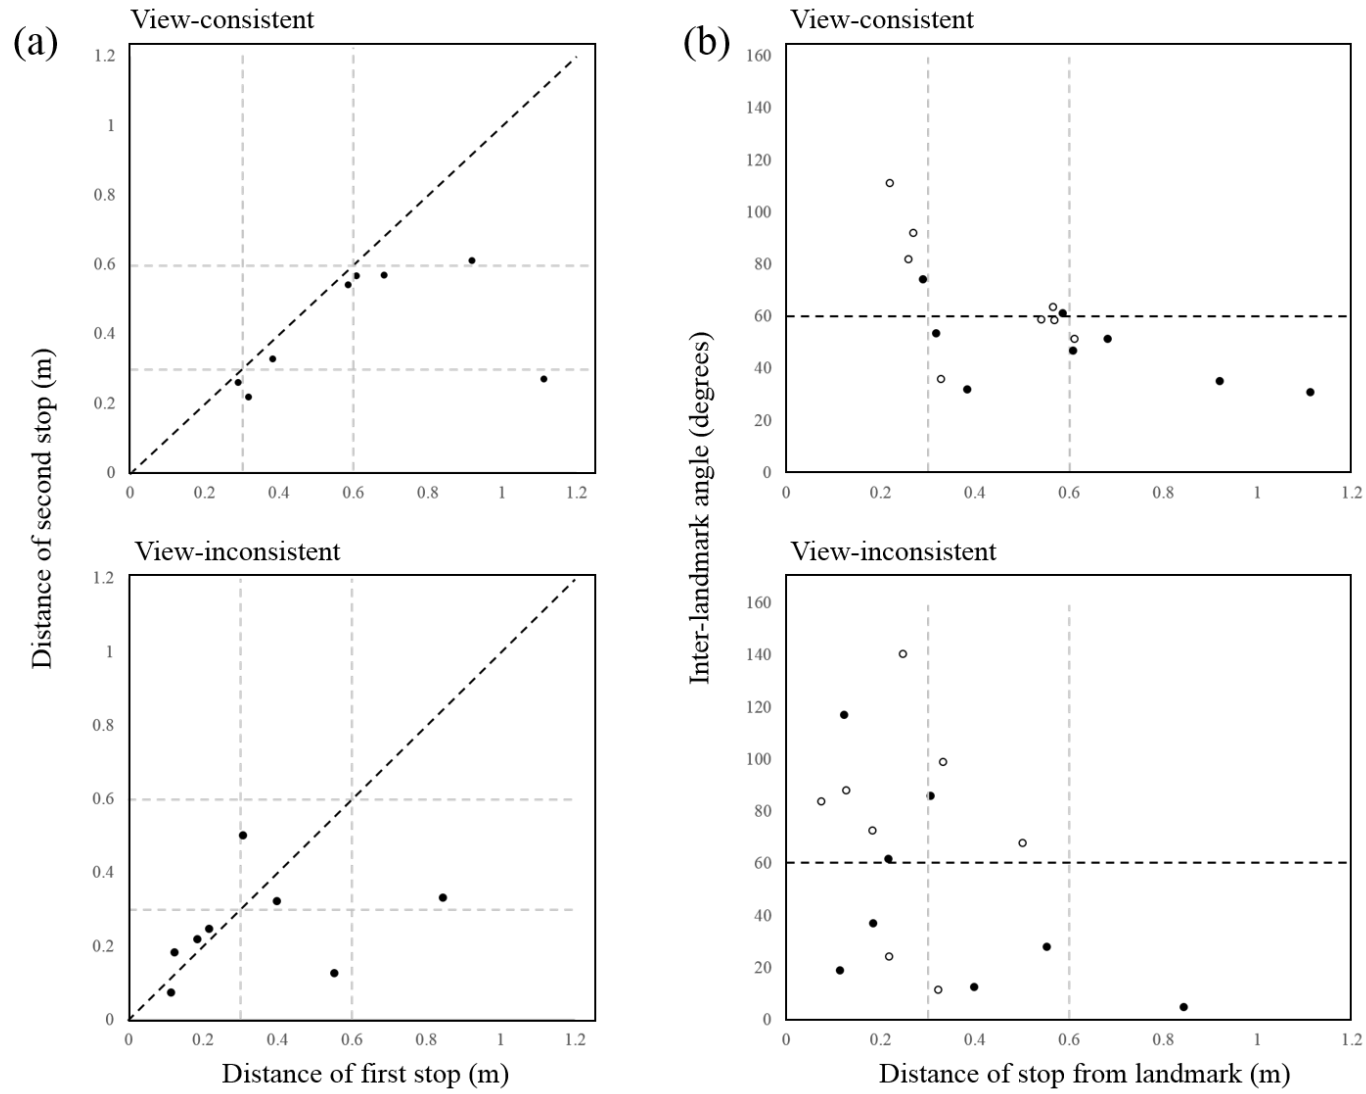 (a)
View-consistent
1.2
1
0.8
0.6
0.4
0.2
0
0 0.2 0.4 0.6 0.8 1 1.2
View-inconsistent
1.2
1
0.8
0.6
0.4
0.2
0
0 0.2 0.4 0.6 0.8 1 1.2
Distance of second stop (m)
Distance of first stop (m)
(b)
View-consistent
160
140
120
100
80
60
40
20
0
0 0.2 0.4 0.6 0.8 1 1.2
View-inconsistent
160
140
120
100
80
60
40
20
0
0 0.2 0.4 0.6 0.8 1 1.2
Inter-landmark angle (degrees)
Distance of stop from landmark (m)